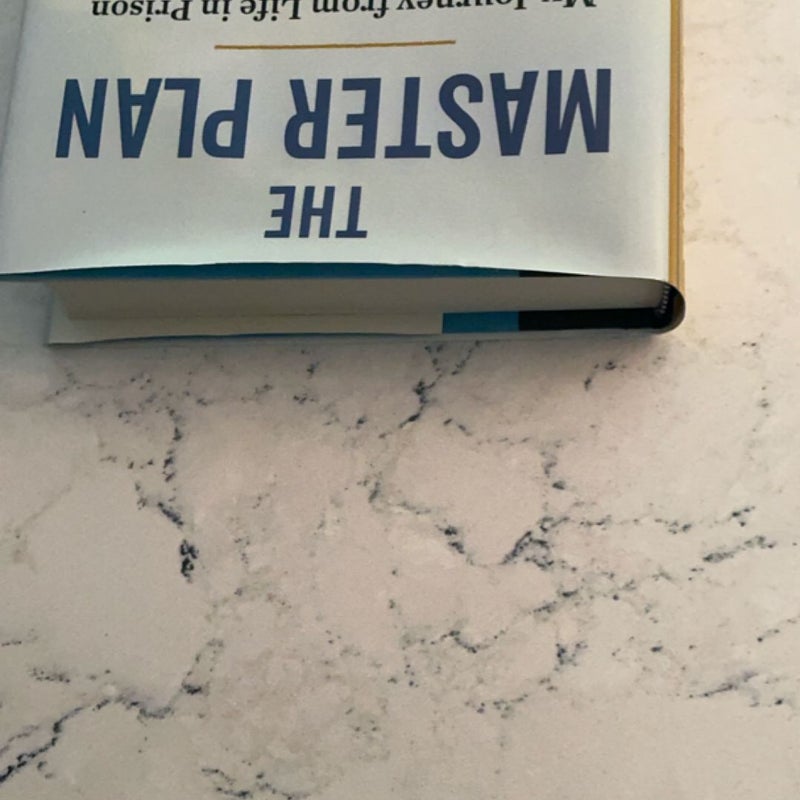 THE
MASTER PLAN
My Journey from Life in Prison